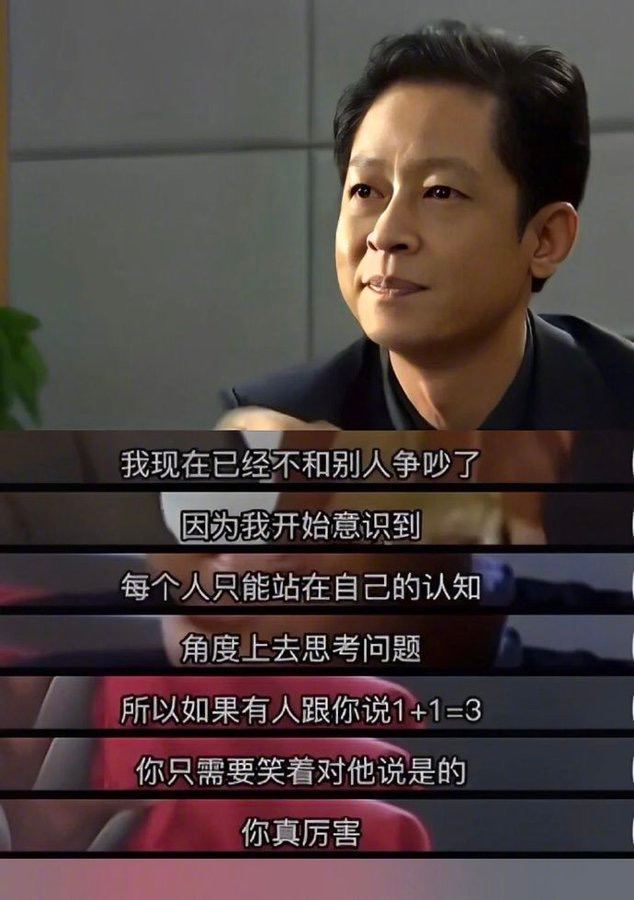 我现在已经不和别人争吵了
因为我开始意识到
每个人只能站在自己的认知
角度上去思考问题
所以如果有人跟你说1+1=3
你只需要笑着对他说是的
你真厉害